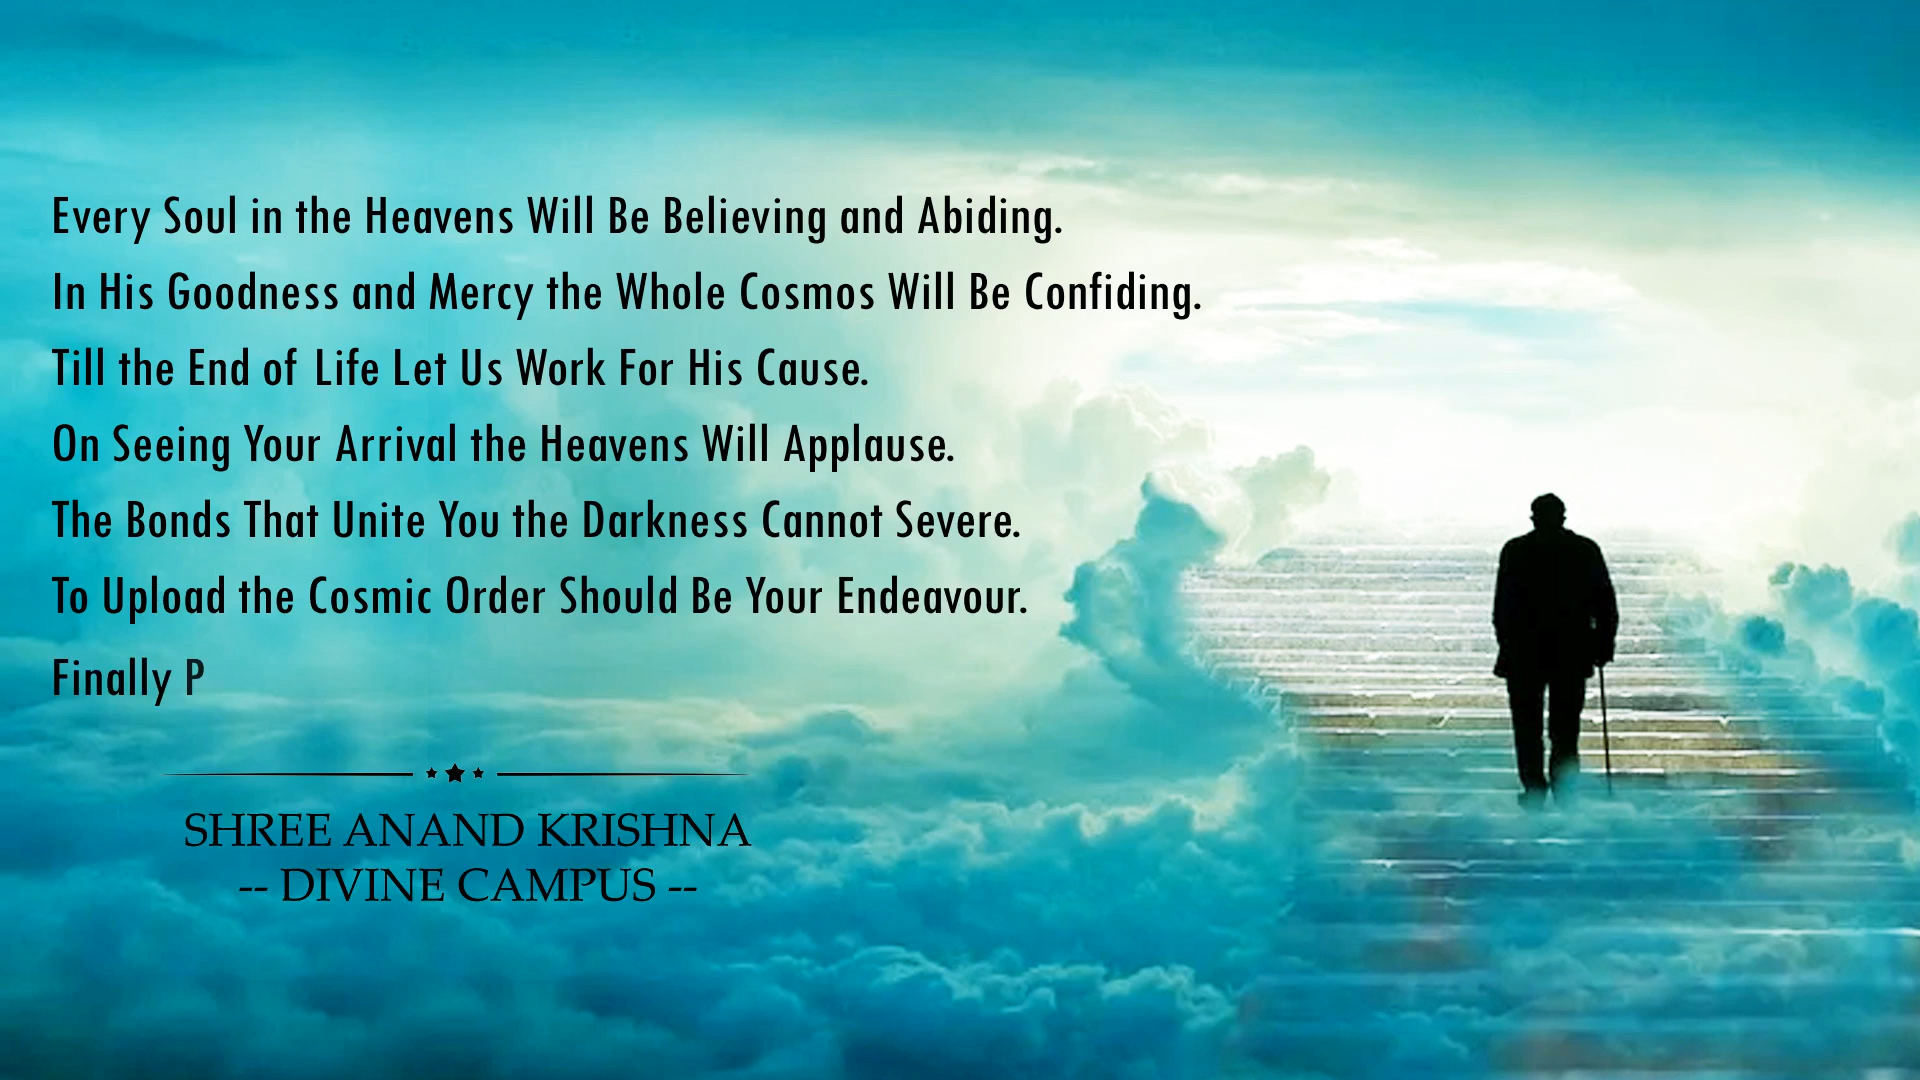 Every Soul in the Heavens Will Be Believing and Abiding.
In His Goodness and Mercy the Whole Cosmos Will Be Confiding.
Till the End of Life Let Us Work For His Cause.
On Seeing Your Arrival the Heavens Will Applause.
The Bonds That Unite You the Darkness Cannot Severe.
To Upload the Cosmic Order Should Be Your Endeavour.
Finally P
SHREE ANAND KRISHNA
-- DIVINE CAMPUS --